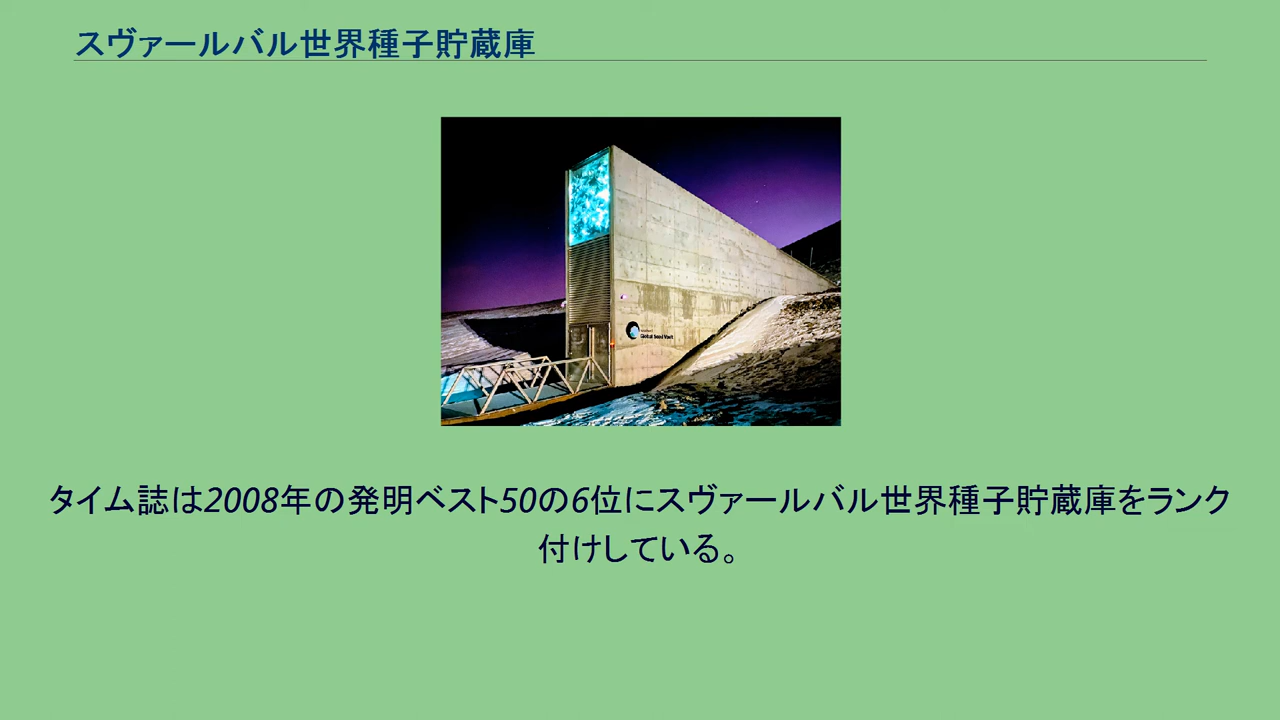 スヴァールバル世界種子貯蔵庫
Global Seed Vault
タイム誌は2008年の発明ベスト50の6位にスヴァールバル世界種子貯蔵庫をランク
付けしている。